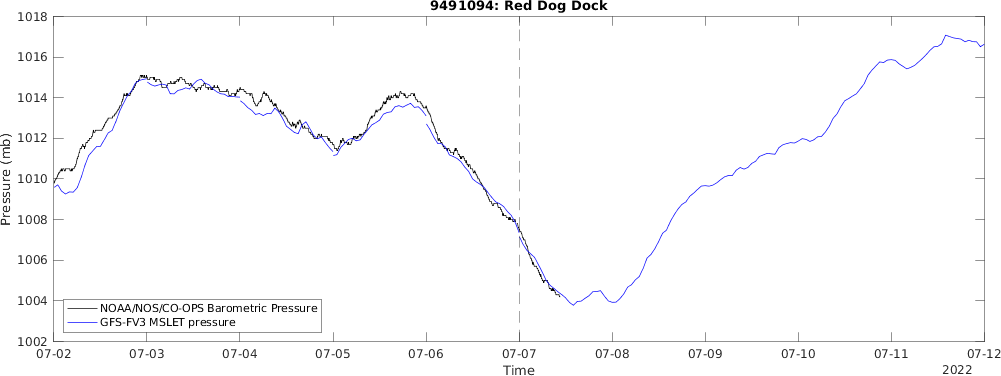 9491094: Red Dog Dock
Pressure (mb)
1018
1016
1014
1012
1010
1008
1006
1004
1002
NOAA/NOS/CO-OPS Barometric Pressure
GFS-FV3 MSLET pressure
07-02 07-03 07-04 07-05 07-06 07-07 07-08 07-09 07-10 07-11 07-12
Time
2022